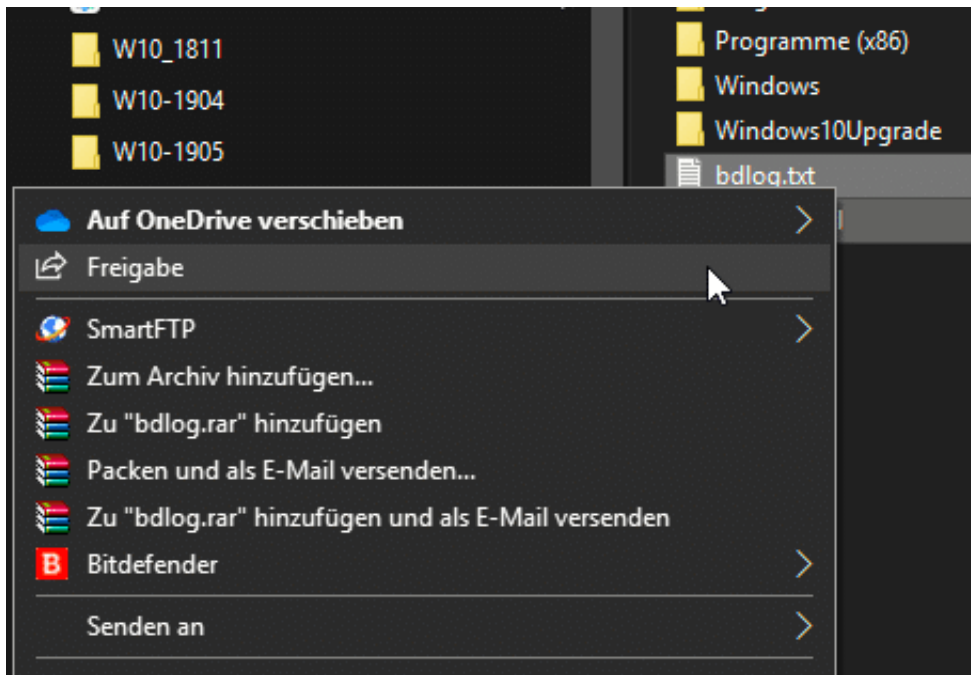 W10_1811
W10-1904
W10-1905
Programme (x86)
Windows
Windows10Upgrade
bdlog.txt
Auf OneDrive verschieben
Freigabe
SmartFTP
Zum Archiv hinzufügen...
Zu "bdlog.rar" hinzufügen
Packen und als E-Mail versenden...
Zu "bdlog.rar" hinzufügen und als E-Mail versenden
B Bitdefender
Senden an